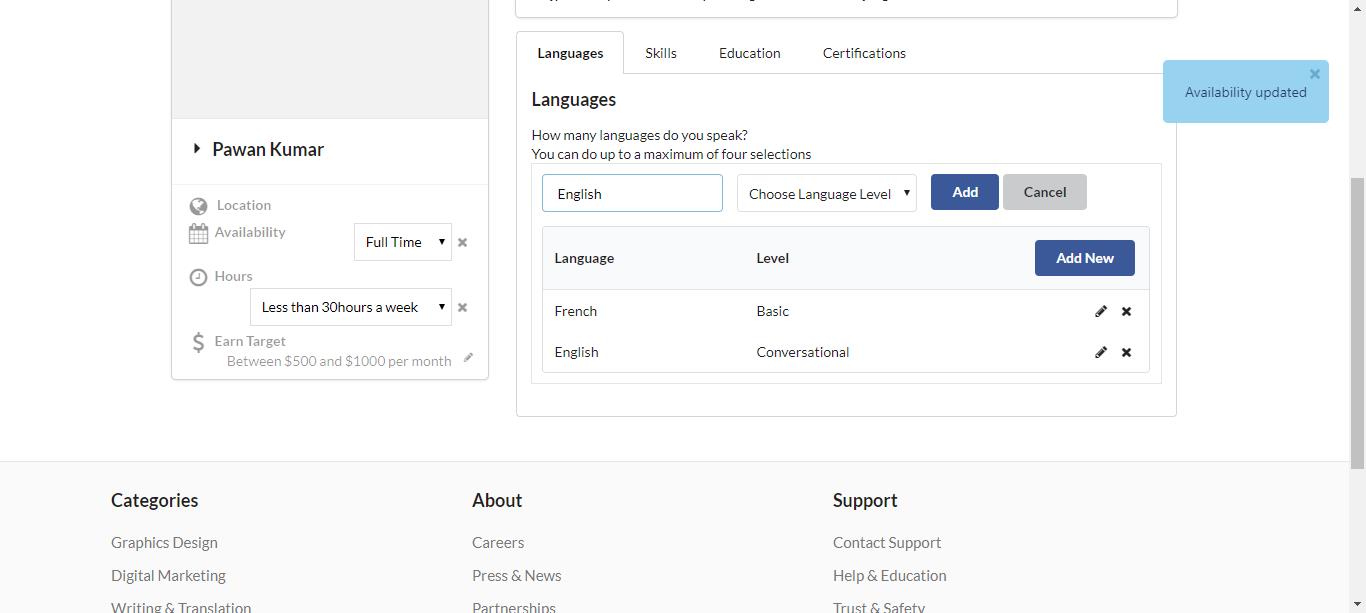 Languages Skills Education Certifications
Availability updated
Languages
How many languages do you speak?
You can do up to a maximum of four selections
English Choose Language Level Add Cancel
Language Level Add New
French Basic
English Conversational
Pawan Kumar
Location
Availability Full Time
Hours
Less than 30hours a week
Earn Target
Between $500 and $1000 per month
Categories About Support
Graphics Design Careers Contact Support
Digital Marketing Press & News Help & Education
Writing & Translation Partnerships Trust & Safety